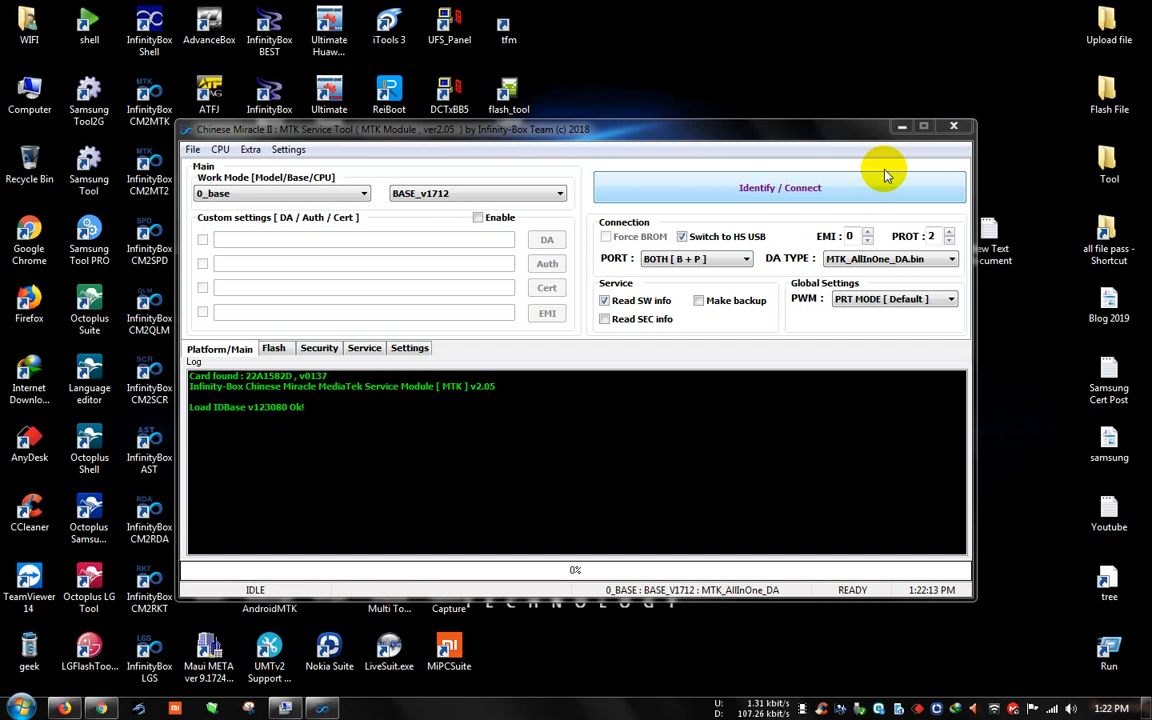 WIFI
shell
InfinityBox Shell
AdvanceBox
InfinityBox BEST
Ultimate Huaw...
iTools 3
UFS_Panel
tfm
Upload file
Computer
Samsung Tool2G
InfinityBox CM2MTK
ATFJ
InfinityBox
Ultimate
ReiBoot
DCTxBB5
flash_tool
Flash File
Chinese Miracle II : MTK Service Tool ( MTK Module , ver2.05 ) by Infinity-Box Team (c) 2018
File CPU Extra Settings
Main
Work Mode [Model/Base/CPU]
0_base
BASE_v1712
Identify / Connect
Custom settings [ DA / Auth / Cert ]
Enable
DA
Auth
Cert
EMI
Connection
Force BROM
Switch to HS USB
EMI : 0
PROT : 2
PORT : BOTH [ B + P ]
DA TYPE : MTK_AllInOne_DA.bin
Service
Read SW info
Make backup
Read SEC info
Global Settings
PWM : PRT MODE [ Default ]
Platform/Main Flash Security Service Settings
Log
Card found : 22A1582D , v0137
Infinity-Box Chinese Miracle MediaTek Service Module [ MTK ] v2.05
Load IDBase v123080 Ok!
0%
IDLE
0_BASE : BASE_V1712 : MTK_AllInOne_DA
READY
1:22:13 PM
Recycle Bin
Samsung Tool
InfinityBox CM2MT2
Tool
Google Chrome
Samsung Tool PRO
InfinityBox CM2SPD
all file pass - Shortcut
Firefox
Octoplus Suite
InfinityBox CM2QLM
Blog 2019
Internet Downlo...
Language editor
InfinityBox CM2SCR
Samsung Cert Post
AnyDesk
Octoplus Shell
InfinityBox AST
samsung
CCleaner
Octoplus Samsu...
InfinityBox CM2RDA
Youtube
TeamViewer 14
Octoplus LG Tool
InfinityBox CM2RKT
AndroidMTK
Multi To...
Capture
tree
geek
LGFlashToo...
InfinityBox LGS
Maui META ver 9.1724...
UMTv2 Support ...
Nokia Suite
LiveSuit.exe
MiPCSuite
Run
U: 1.31 kbit/s
D: 107.26 kbit/s
1:22 PM